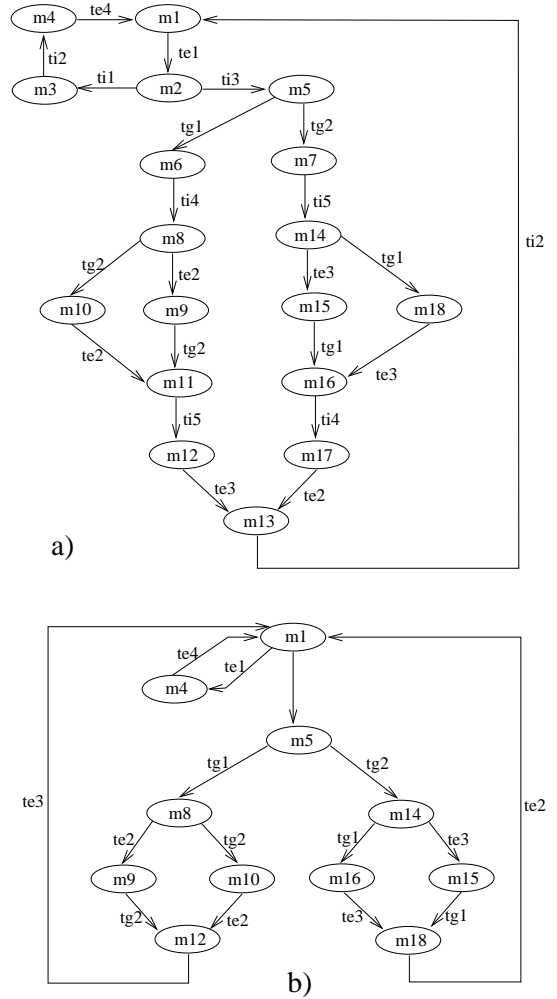 m4 te4 m1
te1
ti2
m3 ti1 m2 ti3 m5
tg1 tg2
m6 m7
ti4 ti5
m8 m14 ti2
tg2 te2 te3 tg1
m10 m9 m15 m18
te2 tg2 tg1 te3
m11 m16
ti5 ti4
m12 m17
te3 te2
m13
a)
m1
te4 te1
m4
m5
tg1 tg2
te3 te2
m8 m14
te2 tg2 tg1 te3
m9 m10 m16 m15
tg2 te2 te3 tg1
m12 m18
b)